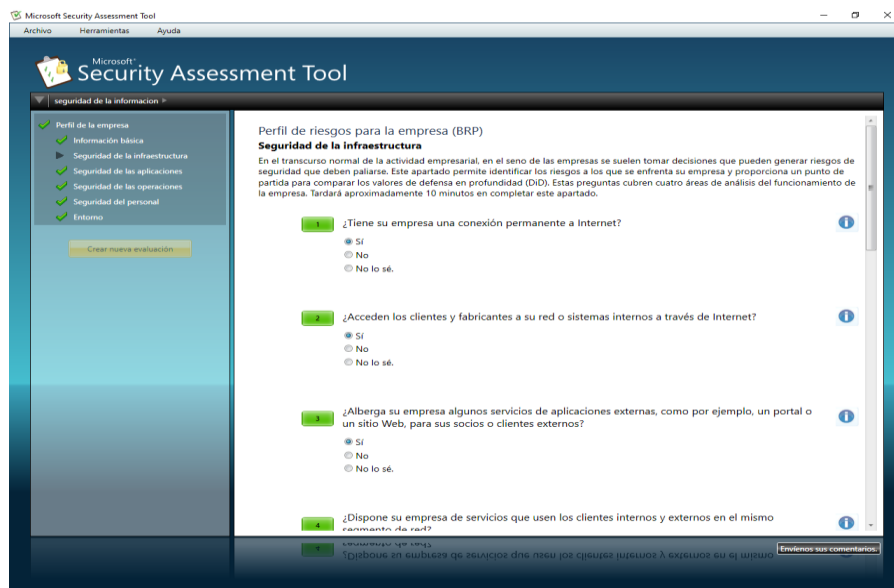 Microsoft Security Assessment Tool
Archivo Herramientas Ayuda
Microsoft®
Security Assessment Tool
seguridad de la informacion
Perfil de la empresa
Información básica
Seguridad de la infraestructura
Seguridad de las aplicaciones
Seguridad de las operaciones
Seguridad del personal
Entorno
Crear nueva evaluación
Perfil de riesgos para la empresa (BRP)
Seguridad de la infraestructura
En el transcurso normal de la actividad empresarial, en el seno de las empresas se suelen tomar decisiones que pueden generar riesgos de
seguridad que deben paliarse. Este apartado permite identificar los riesgos a los que se enfrenta su empresa y proporciona un punto de
partida para comparar los valores de defensa en profundidad (DiD). Estas preguntas cubren cuatro áreas de análisis del funcionamiento de
la empresa. Tardará aproximadamente 10 minutos en completar este apartado.
1 ¿Tiene su empresa una conexión permanente a Internet?
Sí
No
No lo sé.
2 ¿Acceden los clientes y fabricantes a su red o sistemas internos a través de Internet?
Sí
No
No lo sé.
3 ¿Alberga su empresa algunos servicios de aplicaciones externas, como por ejemplo, un portal o
un sitio Web, para sus socios o clientes externos?
Sí
No
No lo sé.
4 ¿Dispone su empresa de servicios que usen los clientes internos y externos en el mismo
segmento de red?
Envíenos sus comentarios.